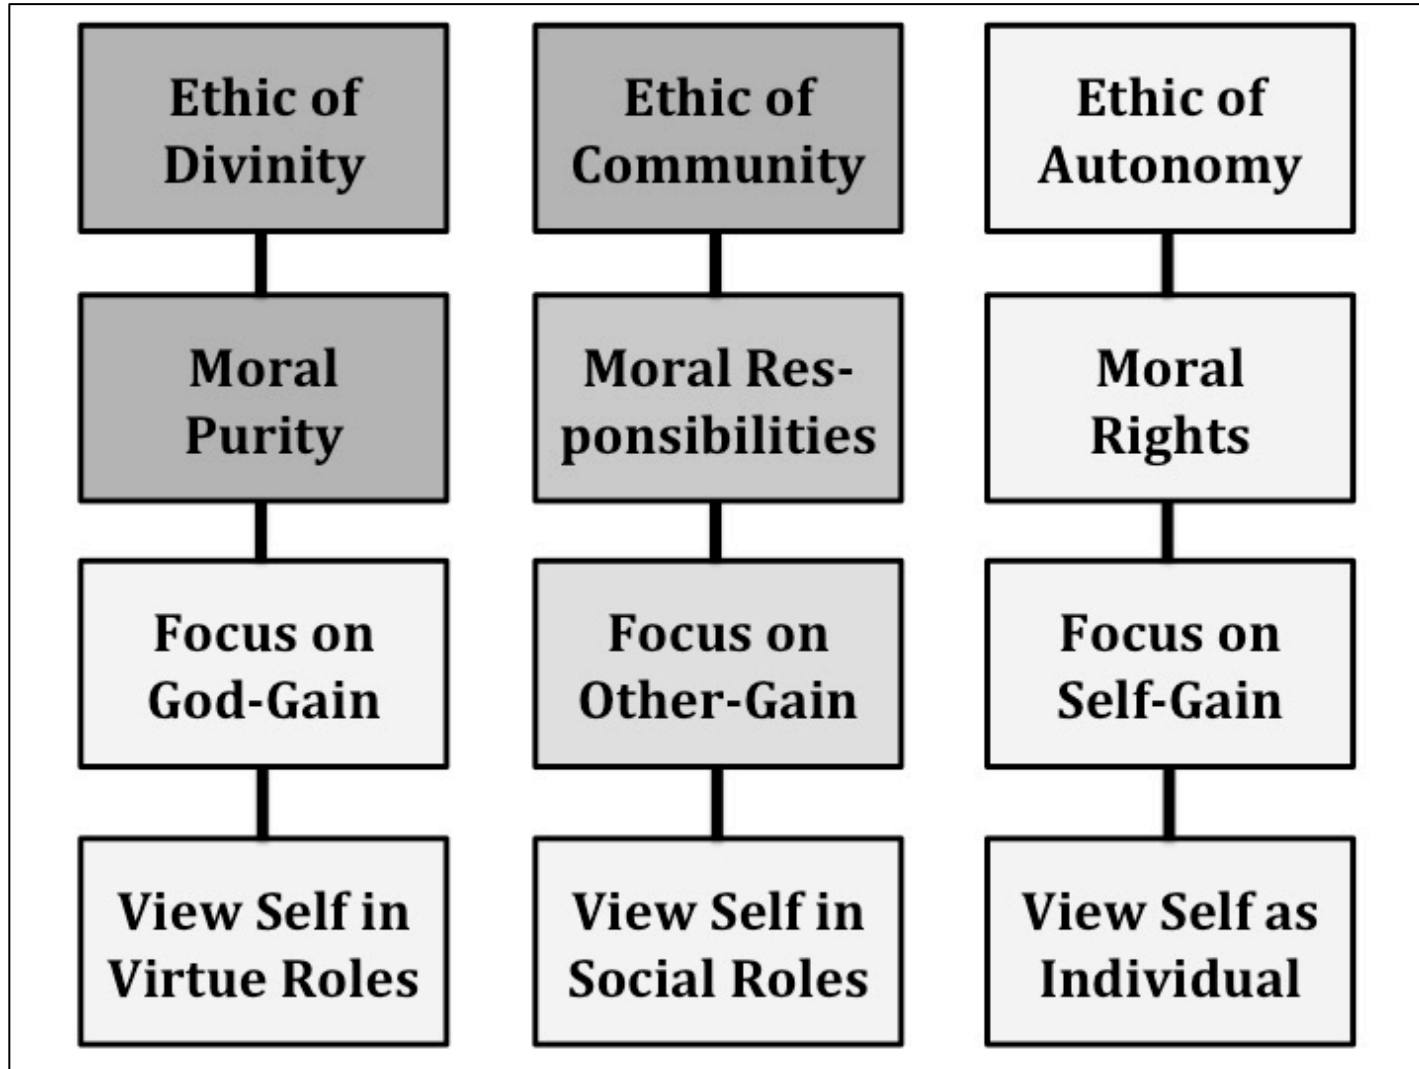 Ethic of
Divinity
Ethic of
Community
Ethic of
Autonomy
Moral
Purity
Moral Res-
ponsibilities
Moral
Rights
Focus on
God-Gain
Focus on
Other-Gain
Focus on
Self-Gain
View Self in
Virtue Roles
View Self in
Social Roles
View Self as
Individual